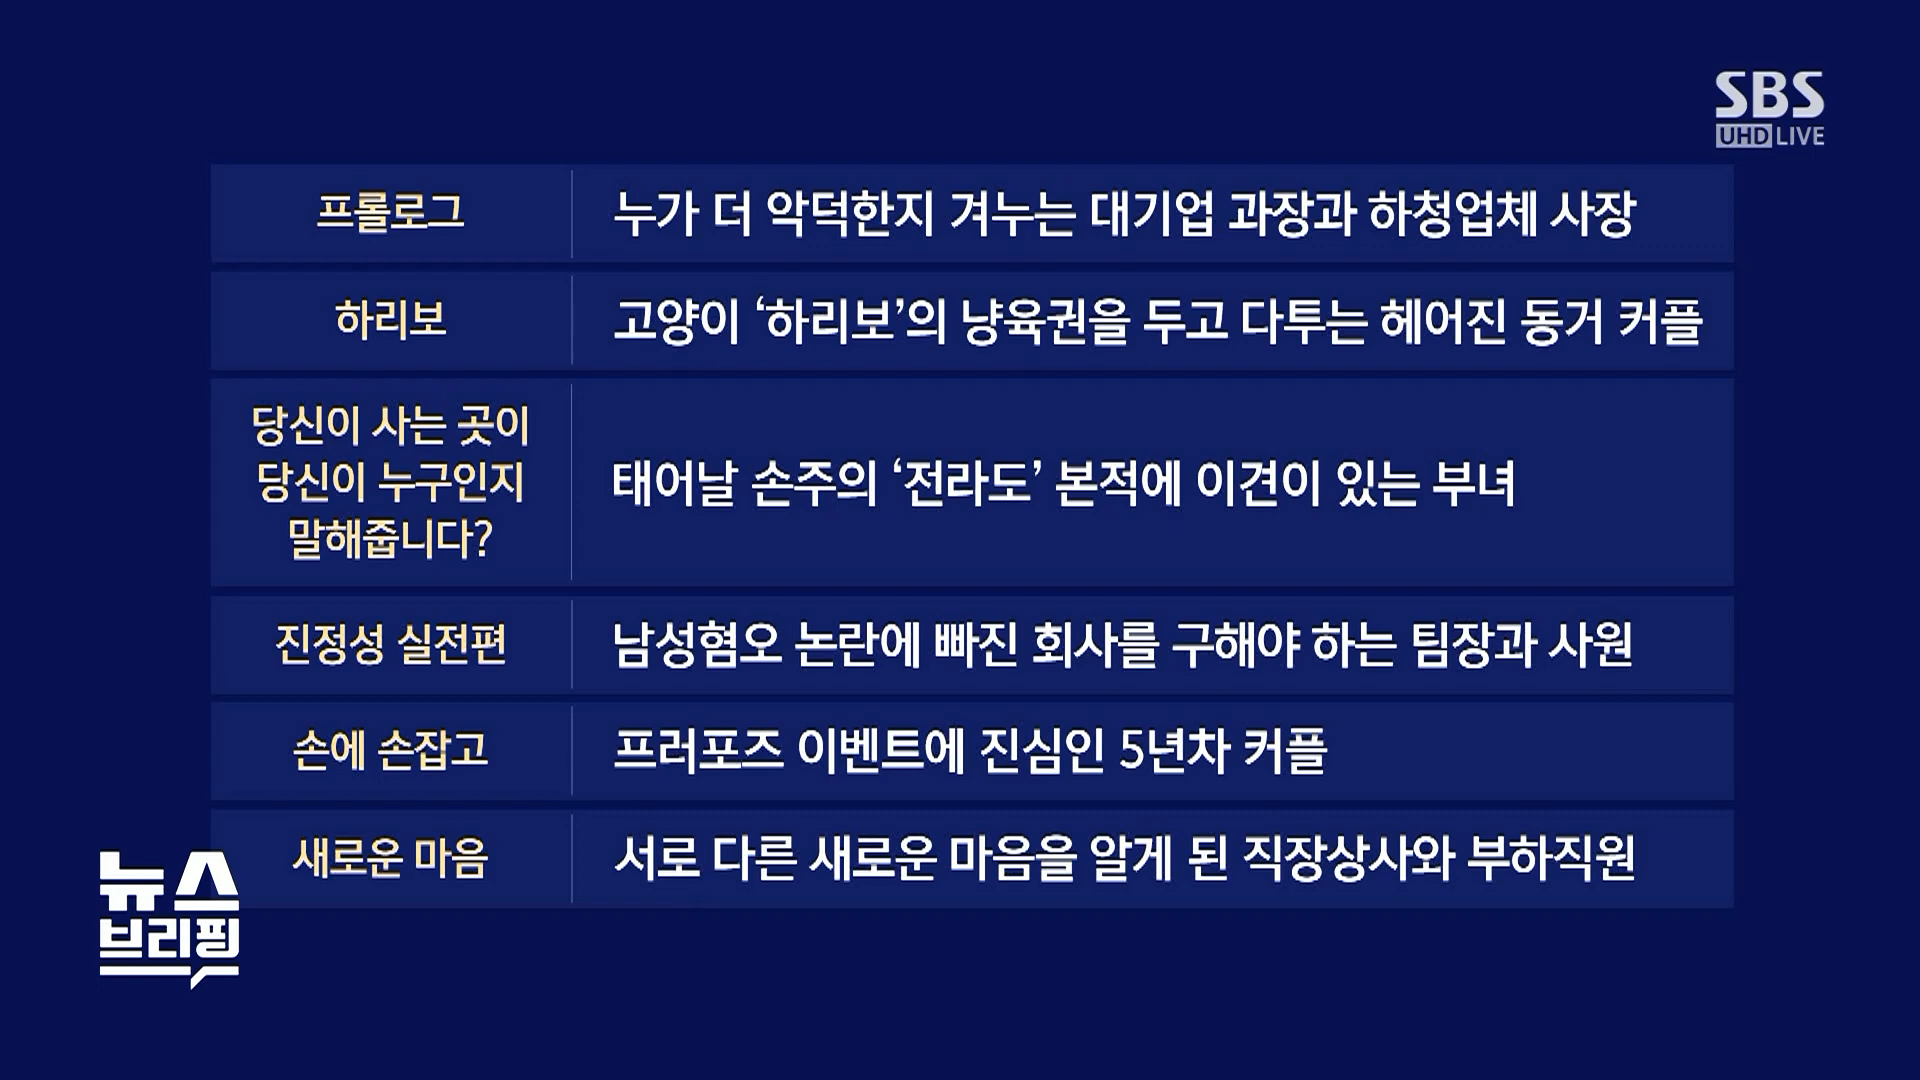 SBS
UHD LIVE
프롤로그
누가 더 악덕한지 겨누는 대기업 과장과 하청업체 사장
하리보
고양이 ‘하리보’의 냥육권을 두고 다투는 헤어진 동거 커플
당신이 사는 곳이
당신이 누구인지
말해줍니다?
태어날 손주의 ‘전라도’ 본적에 이견이 있는 부녀
진정성 실전편
남성혐오 논란에 빠진 회사를 구해야 하는 팀장과 사원
손에 손잡고
프러포즈 이벤트에 진심인 5년차 커플
새로운 마음
서로 다른 새로운 마음을 알게 된 직장상사와 부하직원
뉴스
브리핑